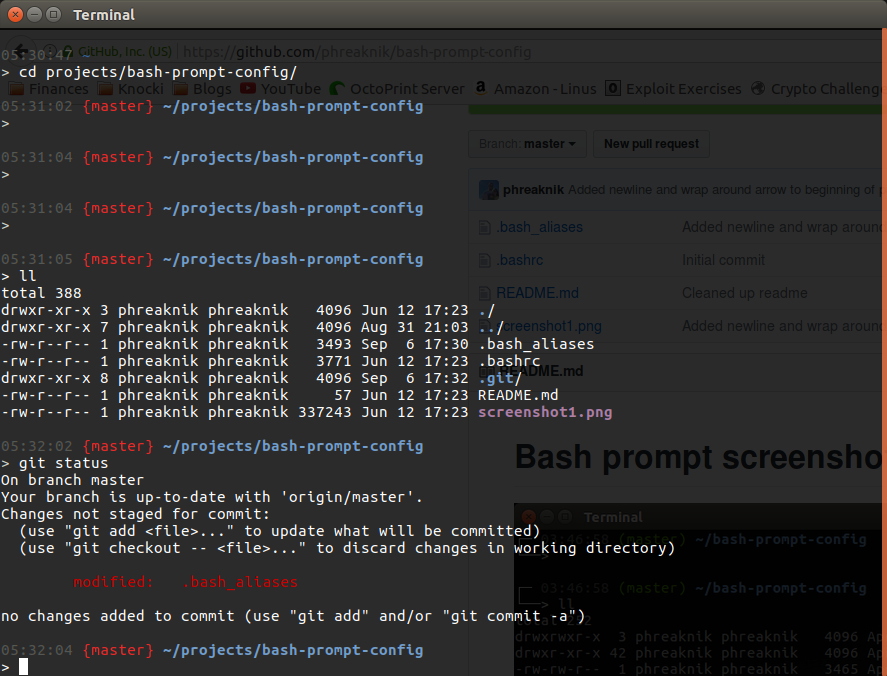 Terminal
05:30:47 ~
GitHub, Inc. (US) https://github.com/phreaknik/bash-prompt-config
> cd projects/bash-prompt-config/
Finances Knocki Blogs YouTube OctoPrint Server Amazon - Linus Exploit Exercises Crypto Challeng
05:31:02 {master} ~/projects/bash-prompt-config
>
Branch: master New pull request
05:31:04 {master} ~/projects/bash-prompt-config
>
phreaknik Added newline and wrap around arrow to beginning of p
05:31:04 {master} ~/projects/bash-prompt-config
>
.bash_aliases Added newline and wrap aroun
05:31:05 {master} ~/projects/bash-prompt-config
.bashrc Initial commit
> ll
total 388
README.md Cleaned up readme
drwxr-xr-x 3 phreaknik phreaknik   4096 Jun 12 17:23 ./
drwxr-xr-x 7 phreaknik phreaknik   4096 Aug 31 21:03 ../
screenshot1.png Added newline and wrap aroun
-rw-r--r-- 1 phreaknik phreaknik   3493 Sep  6 17:30 .bash_aliases
-rw-r--r-- 1 phreaknik phreaknik   3771 Jun 12 17:23 .bashrc
README.md
drwxr-xr-x 8 phreaknik phreaknik   4096 Sep  6 17:32 .git/
-rw-r--r-- 1 phreaknik phreaknik     57 Jun 12 17:23 README.md
-rw-r--r-- 1 phreaknik phreaknik 337243 Jun 12 17:23 screenshot1.png
05:32:02 {master} ~/projects/bash-prompt-config
Bash prompt screensho
> git status
On branch master
Your branch is up-to-date with 'origin/master'.
Changes not staged for commit:
Terminal
  (use "git add <file>..." to update what will be committed)
03:46:58 (master) ~/bash-prompt-config
  (use "git checkout -- <file>..." to discard changes in working directory)
        modified:   .bash_aliases
03:46:58 (master) ~/bash-prompt-config
> ll
no changes added to commit (use "git add" and/or "git commit -a")
drwxrwxr-x  3 phreaknik phreaknik   4096 Ap
05:32:04 {master} ~/projects/bash-prompt-config
drwxr-xr-x 42 phreaknik phreaknik   4096 Ap
>
-rw-rw-r--  1 phreaknik phreaknik   3465 Ap